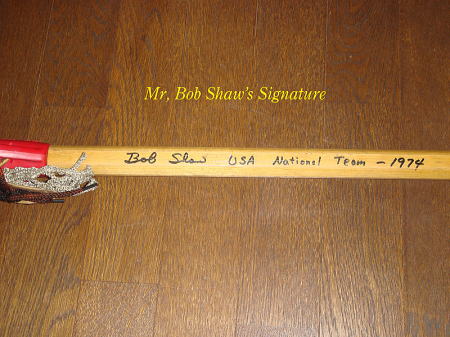 Mr, Bob Shaw's Signature
Bob Shaw USA National Team - 1974